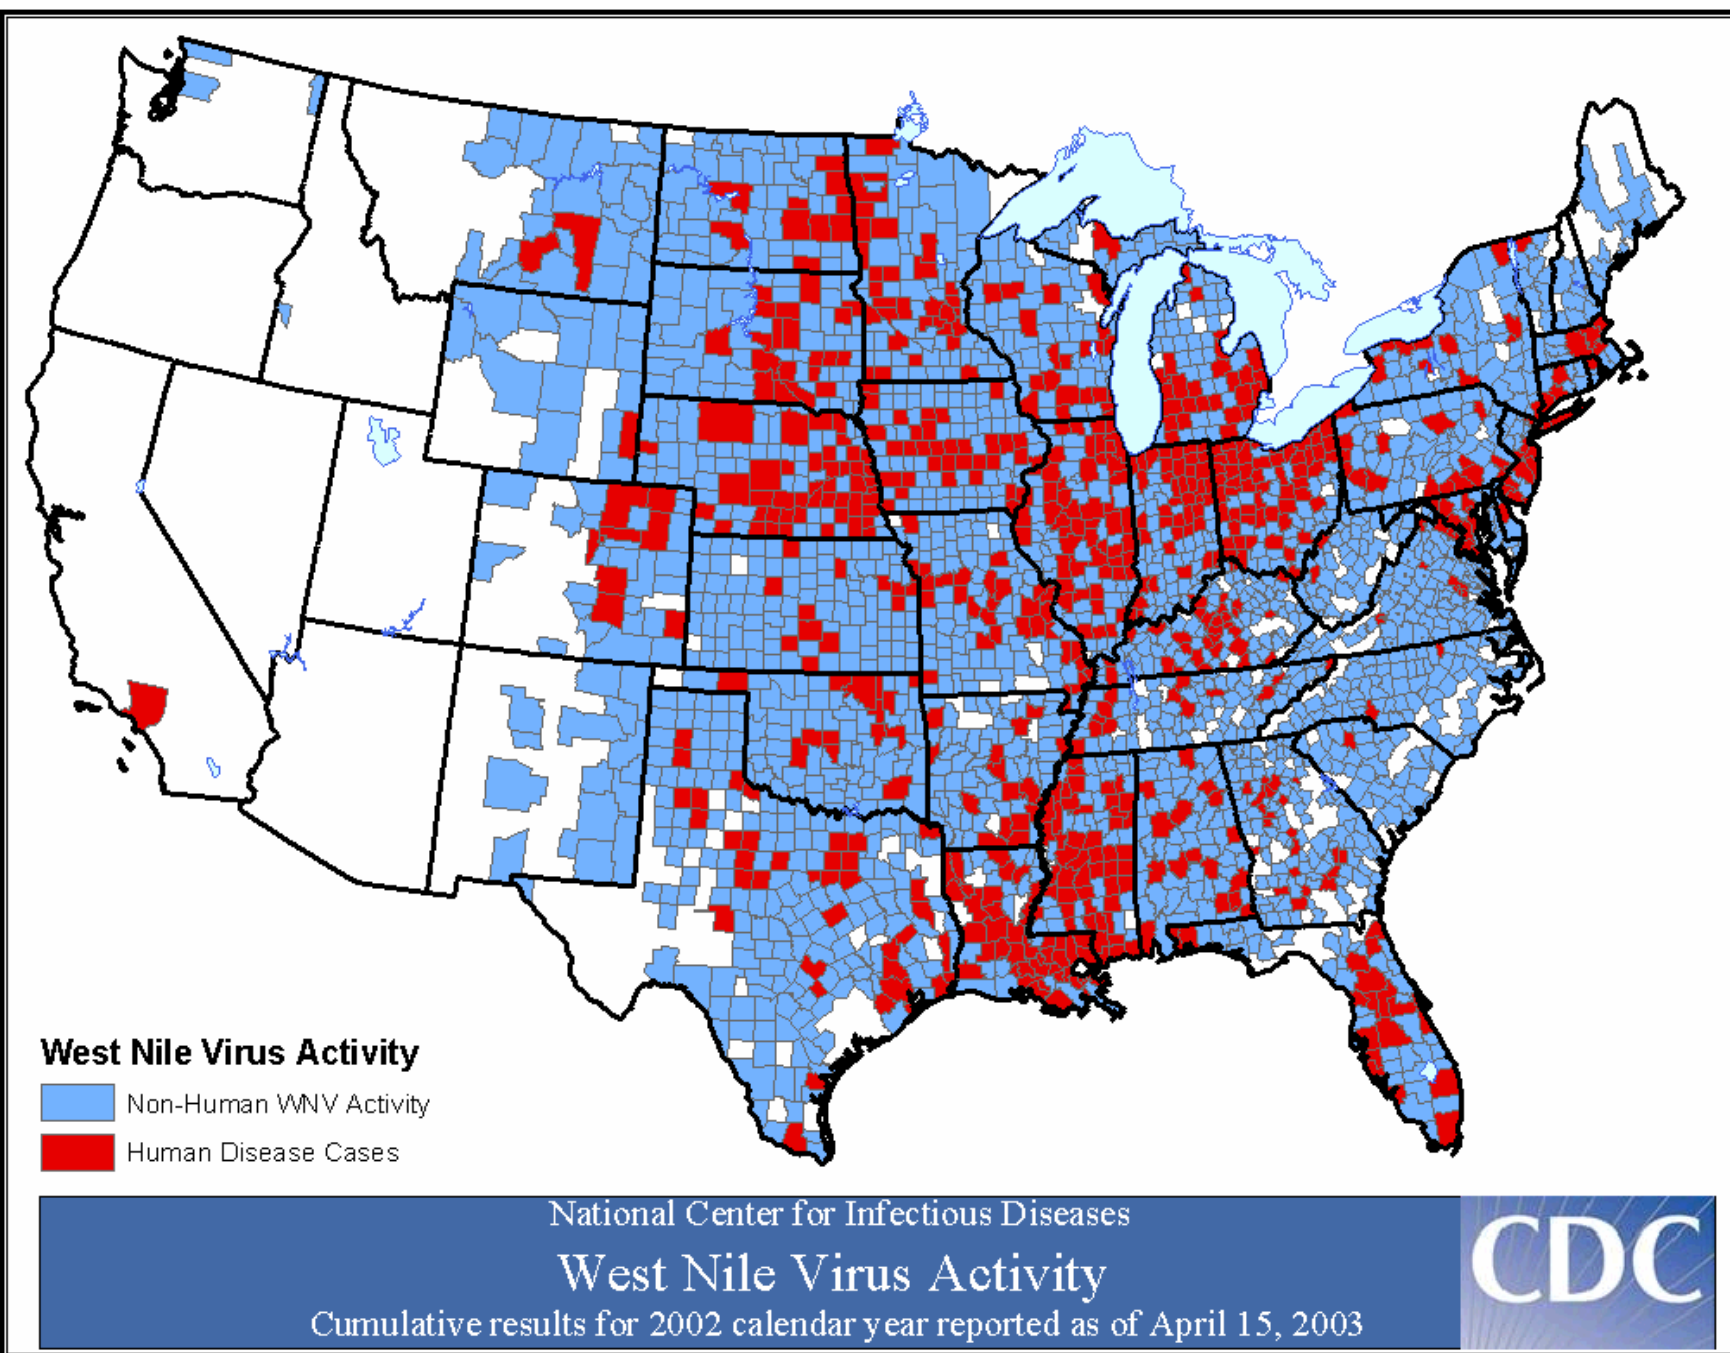 West Nile Virus Activity
Non-Human WNV Activity
Human Disease Cases
National Center for Infectious Diseases
West Nile Virus Activity
Cumulative results for 2002 calendar year reported as of April 15, 2003
CDC